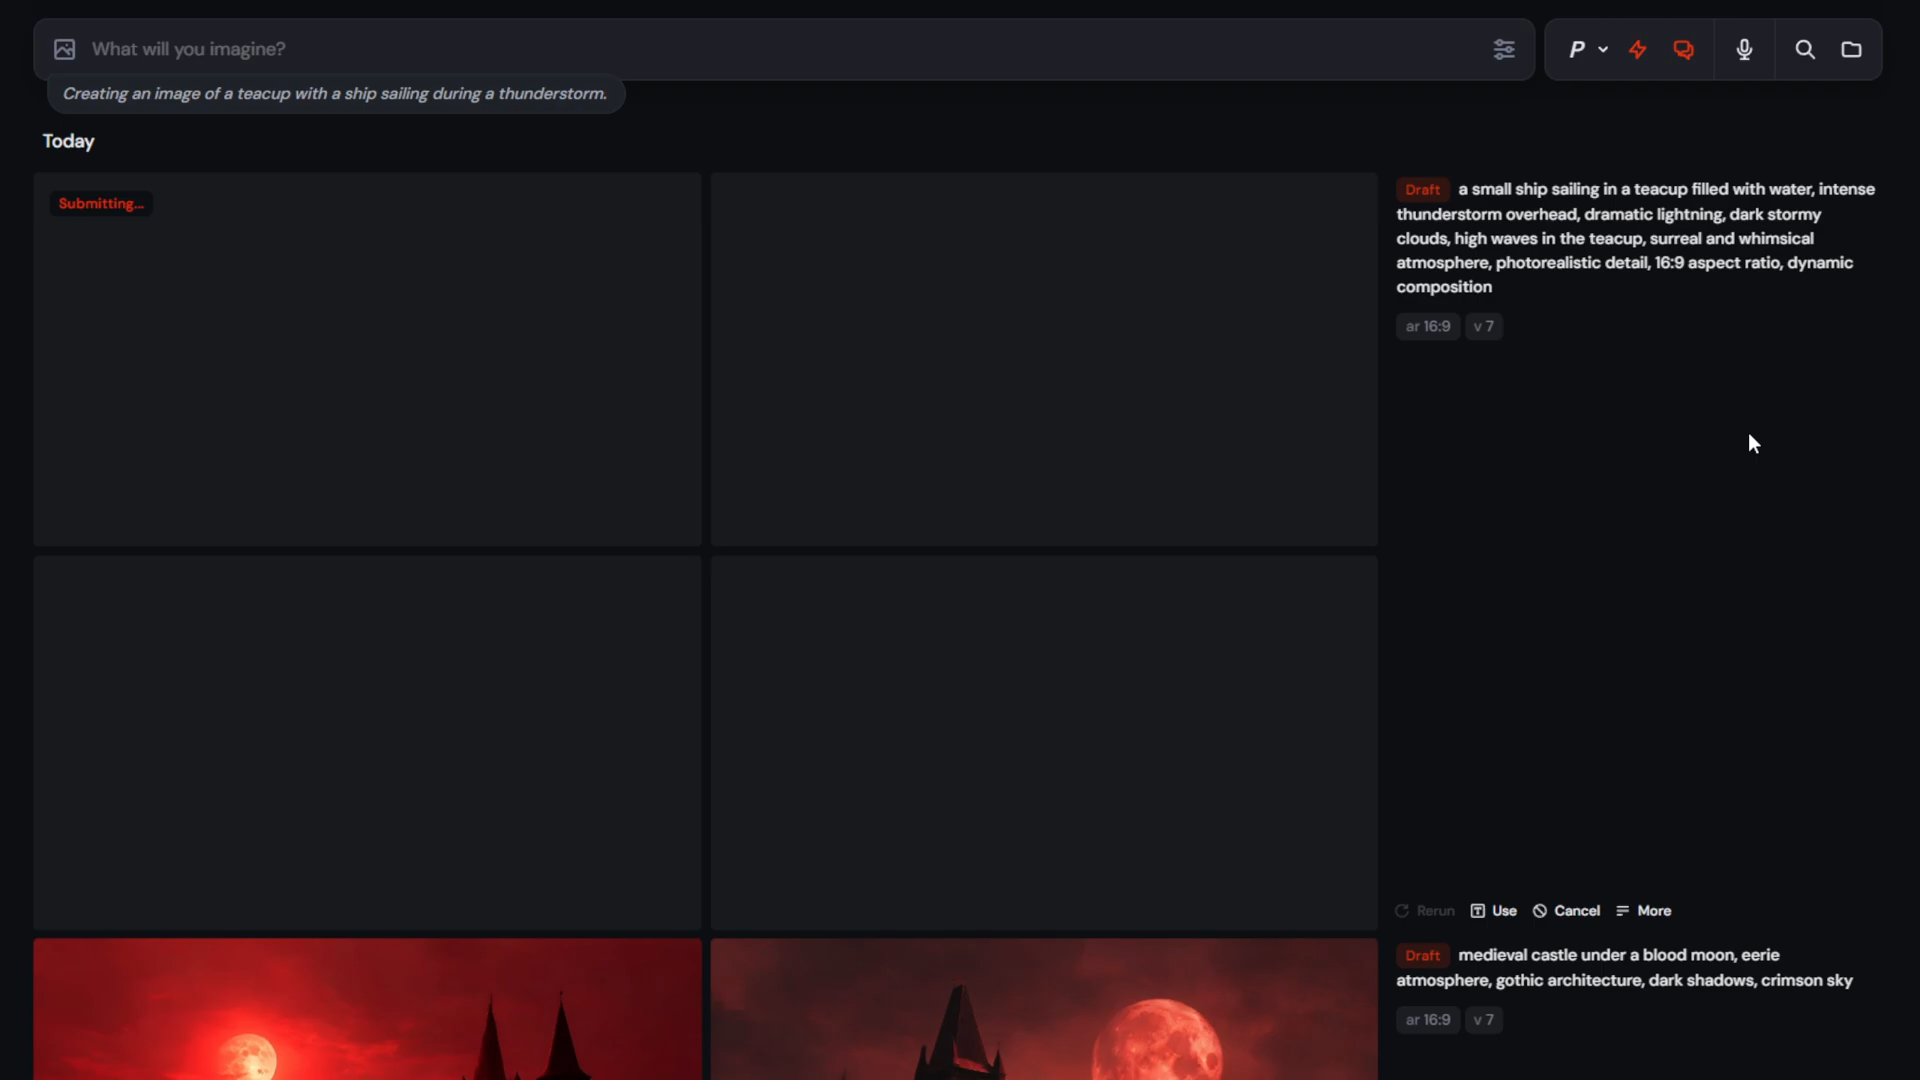 What will you imagine?
P
Creating an image of a teacup with a ship sailing during a thunderstorm.
Today
Submitting...
Draft a small ship sailing in a teacup filled with water, intense
thunderstorm overhead, dramatic lightning, dark stormy
clouds, high waves in the teacup, surreal and whimsical
atmosphere, photorealistic detail, 16:9 aspect ratio, dynamic
composition
ar 16:9 v 7
Rerun Use Cancel More
Draft medieval castle under a blood moon, eerie
atmosphere, gothic architecture, dark shadows, crimson sky
ar 16:9 v 7